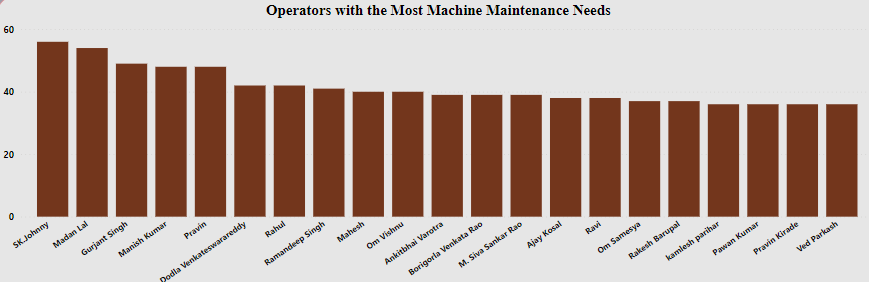 Operators with the Most Machine Maintenance Needs
60
40
20
0
SK.Johnny
Madan Lal
Gurjant Singh
Manish Kumar
Pravin
Dodla Venkateswarareddy
Rahul
Ramandeep Singh
Mahesh
Om Vishnu
Ankitbhai Varotra
Borigorla Venkata Rao
M. Siva Sankar Rao
Ajay Kosal
Ravi
Om Samesya
Rakesh Barupal
kamlesh parihar
Pawan Kumar
Pravin Kirade
Ved Parkash